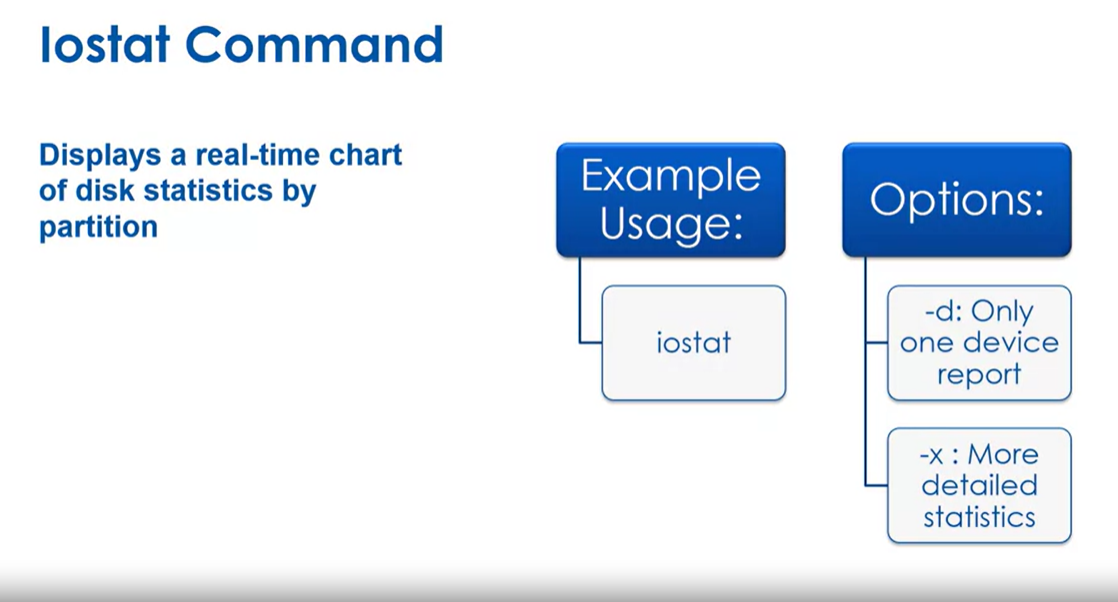 Iostat Command
Displays a real-time chart
of disk statistics by
partition
Example
Usage:
iostat
Options:
-d: Only
one device
report
-x : More
detailed
statistics